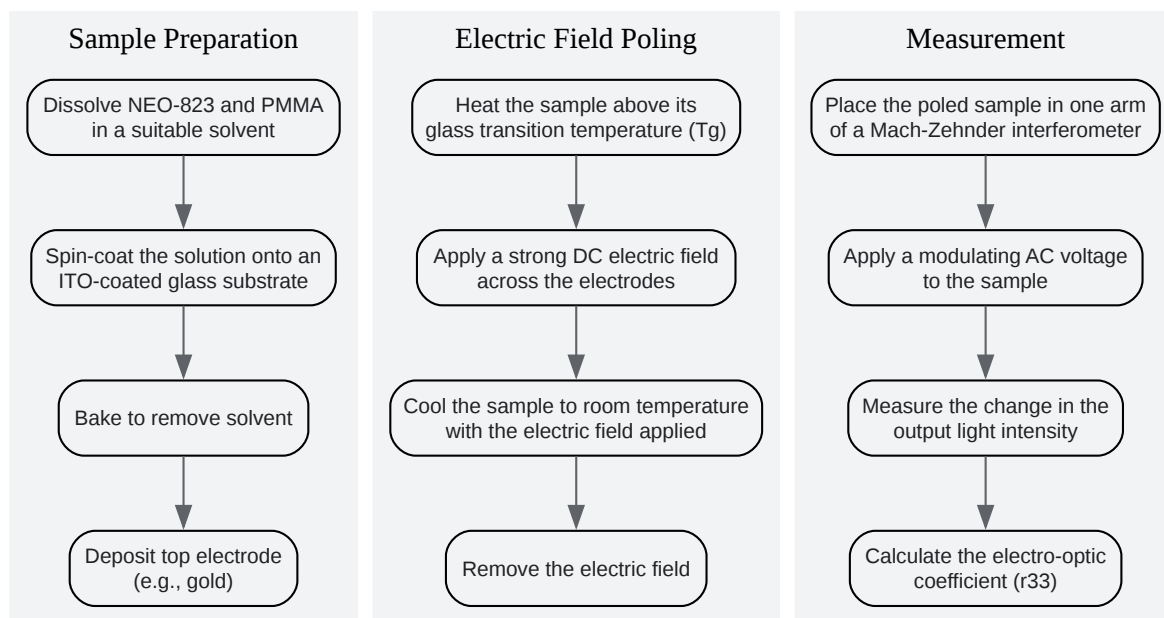 Sample Preparation
Dissolve NEO-823 and PMMA
in a suitable solvent
Spin-coat the solution onto an
ITO-coated glass substrate
Bake to remove solvent
Deposit top electrode
(e.g., gold)
Electric Field Poling
Heat the sample above its
glass transition temperature (Tg)
Apply a strong DC electric field
across the electrodes
Cool the sample to room temperature
with the electric field applied
Remove the electric field
Measurement
Place the poled sample in one arm
of a Mach-Zehnder interferometer
Apply a modulating AC voltage
to the sample
Measure the change in the
output light intensity
Calculate the electro-optic
coefficient (r33)